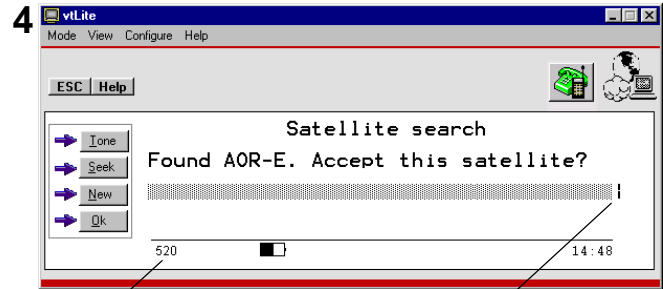 4
vtLite
Mode View Configure Help
ESC Help
Satellite search
Tone
Found AOR-E. Accept this satellite?
Seek
New
Ok
520 14:48